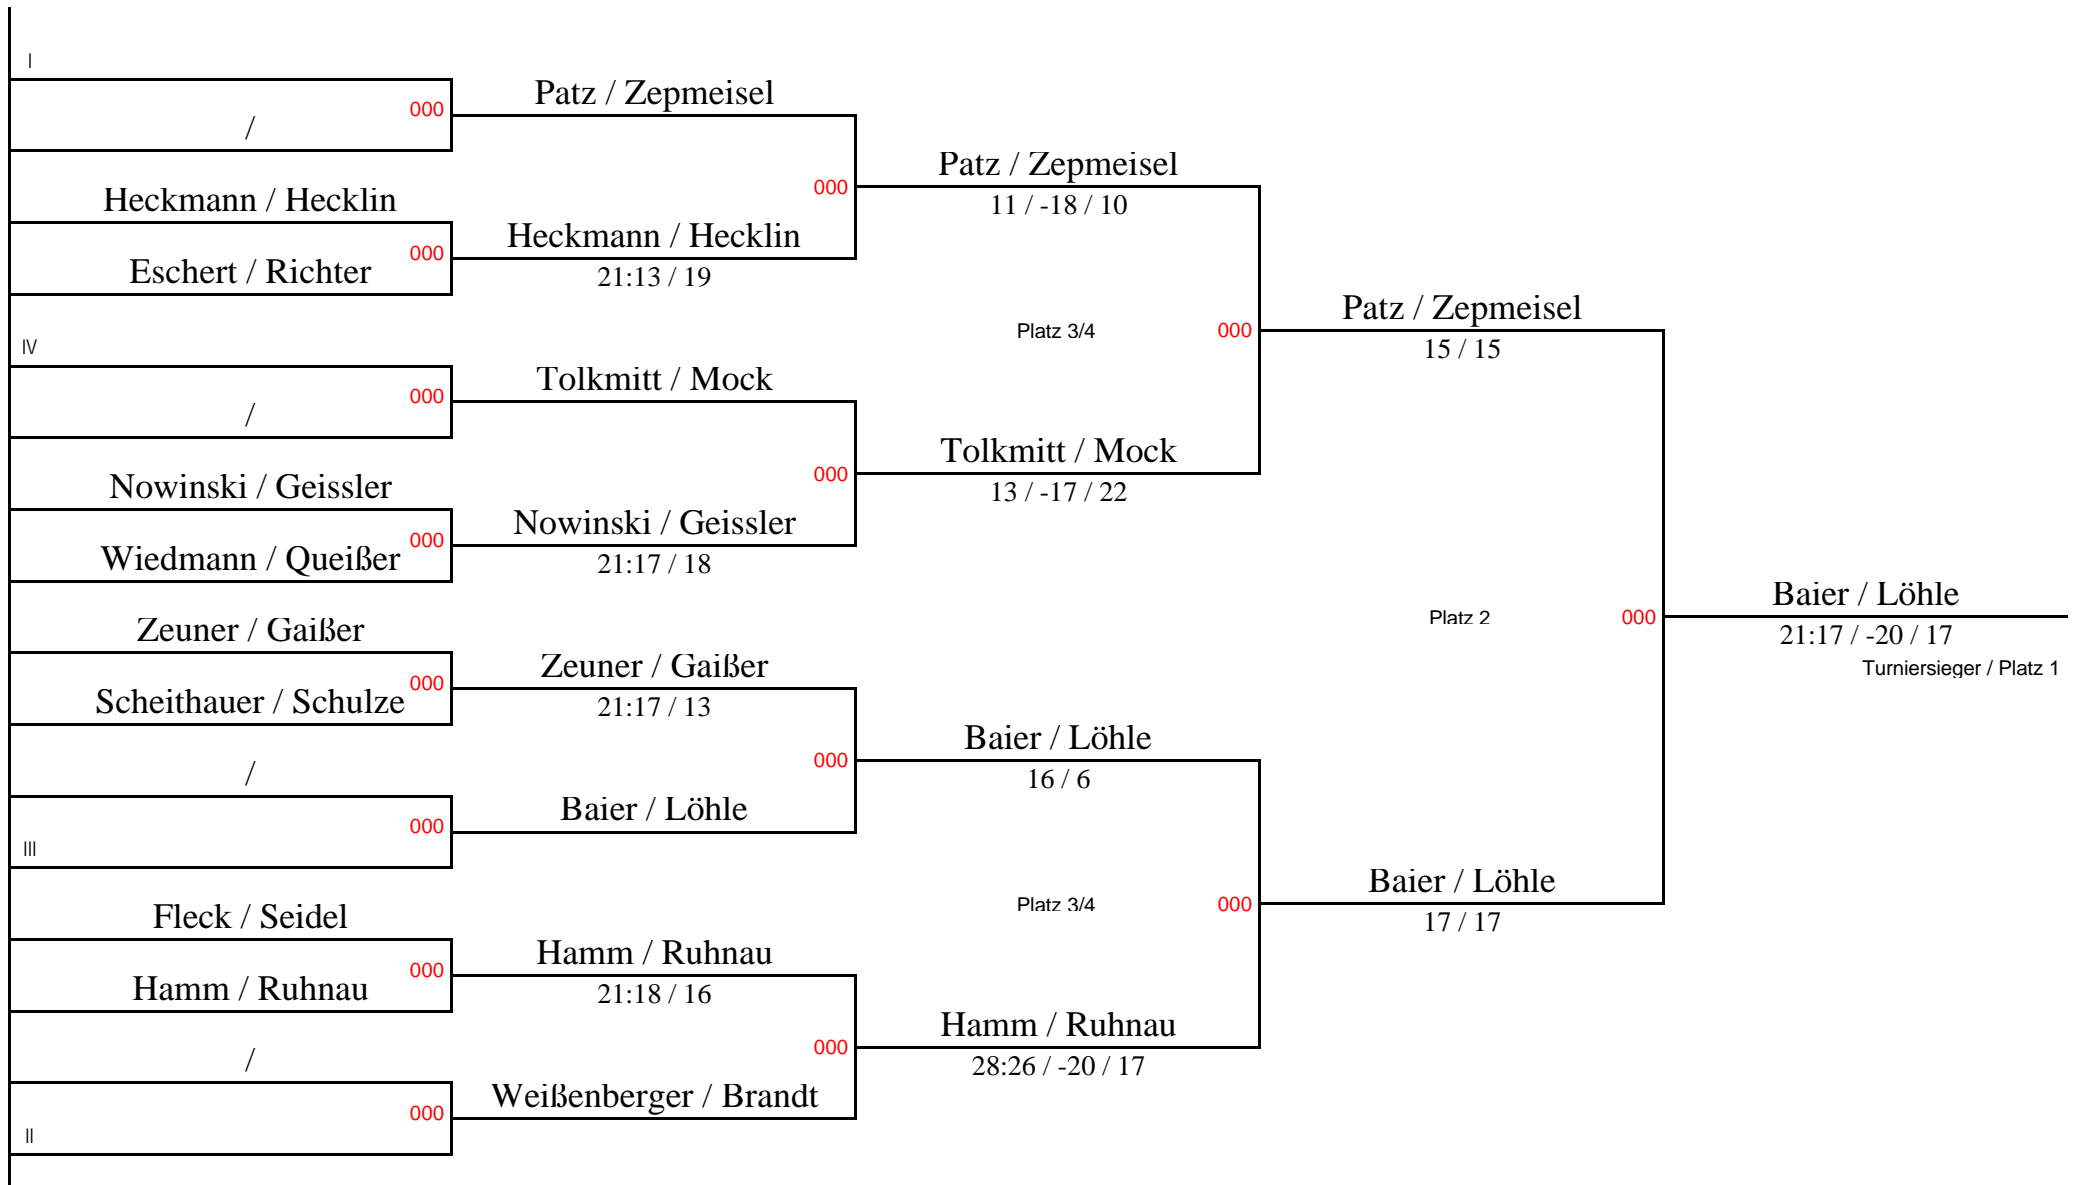 I
000
Patz / Zepmeisel
/
Patz / Zepmeisel
11 / -18 / 10
000
Heckmann / Hecklin
000
Heckmann / Hecklin
21:13 / 19
Eschert / Richter
Platz 3/4
000
Patz / Zepmeisel
15 / 15
IV
000
Tolkmitt / Mock
/
Tolkmitt / Mock
13 / -17 / 22
000
Nowinski / Geissler
000
Nowinski / Geissler
21:17 / 18
Wiedmann / Queißer
Platz 2
000
Baier / Löhle
21:17 / -20 / 17
Turniersieger / Platz 1
Zeuner / Gaißer
000
Zeuner / Gaißer
21:17 / 13
Scheithauer / Schulze
000
Baier / Löhle
16 / 6
/
000
Baier / Löhle
III
Platz 3/4
000
Baier / Löhle
17 / 17
Fleck / Seidel
000
Hamm / Ruhnau
21:18 / 16
Hamm / Ruhnau
000
Hamm / Ruhnau
28:26 / -20 / 17
/
000
Weißenberger / Brandt
II